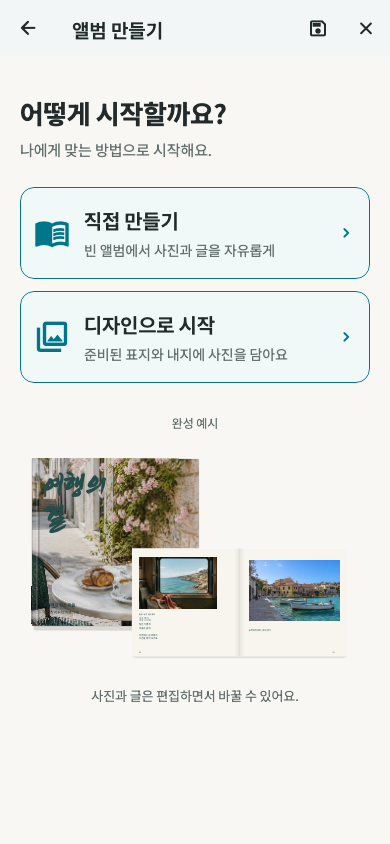 앨범 만들기
어떻게 시작할까요?
나에게 맞는 방법으로 시작해요.
직접 만들기
빈 앨범에서 사진과 글을 자유롭게
디자인으로 시작
준비된 표지와 내지에 사진을 담아요
완성 예시
여행의
결
사진과 글은 편집하면서 바꿀 수 있어요.